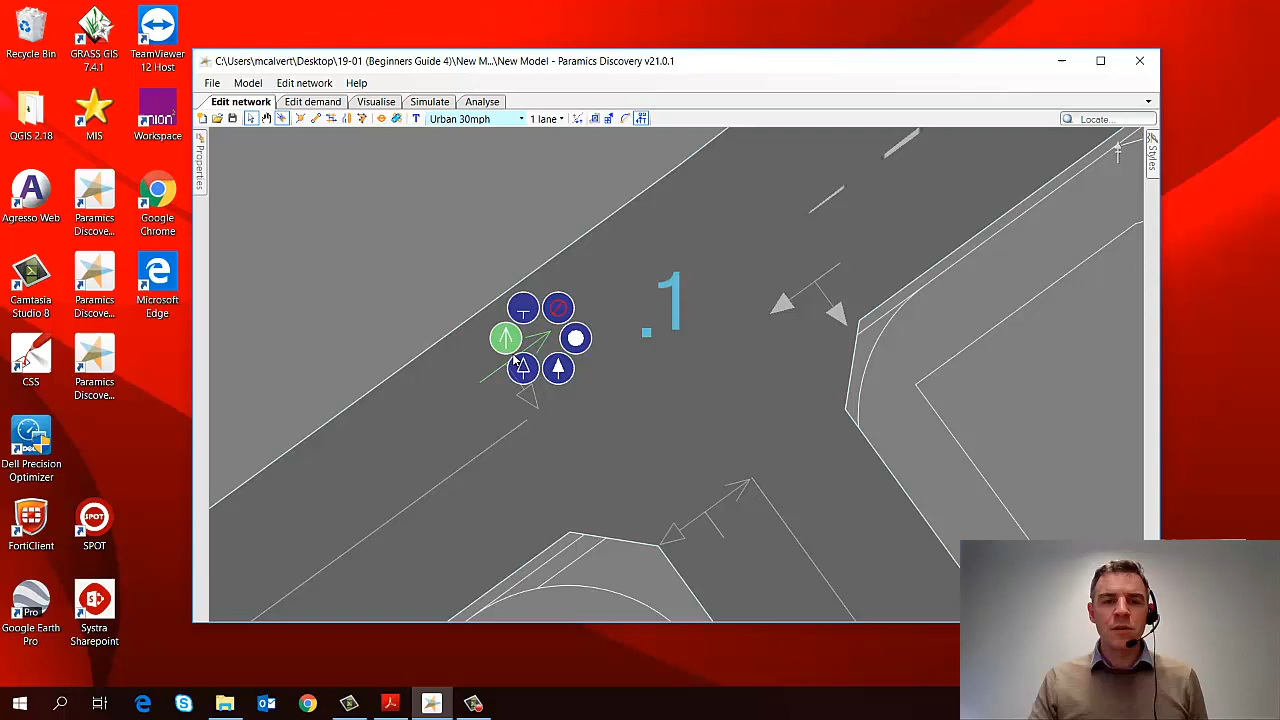 Recycle Bin
GRASS GIS
7.4.1
TeamViewer
12 Host
QGIS 2.18
MIS
Workspace
Agresso Web
Paramics
Discove...
Google
Chrome
Camtasia
Studio 8
Paramics
Discove...
Microsoft
Edge
CSS
Paramics
Discove...
Dell Precision
Optimizer
FortiClient
SPOT
Google Earth
Pro
Systra
Sharepoint
C:\Users\mcalvert\Desktop\19-01 (Beginners Guide 4)\New M...\New Model - Paramics Discovery v21.0.1
File Model Edit network Help
Edit network Edit demand Visualise Simulate Analyse
Urban 30mph 1 lane Locate...
Properties
Styles
.1